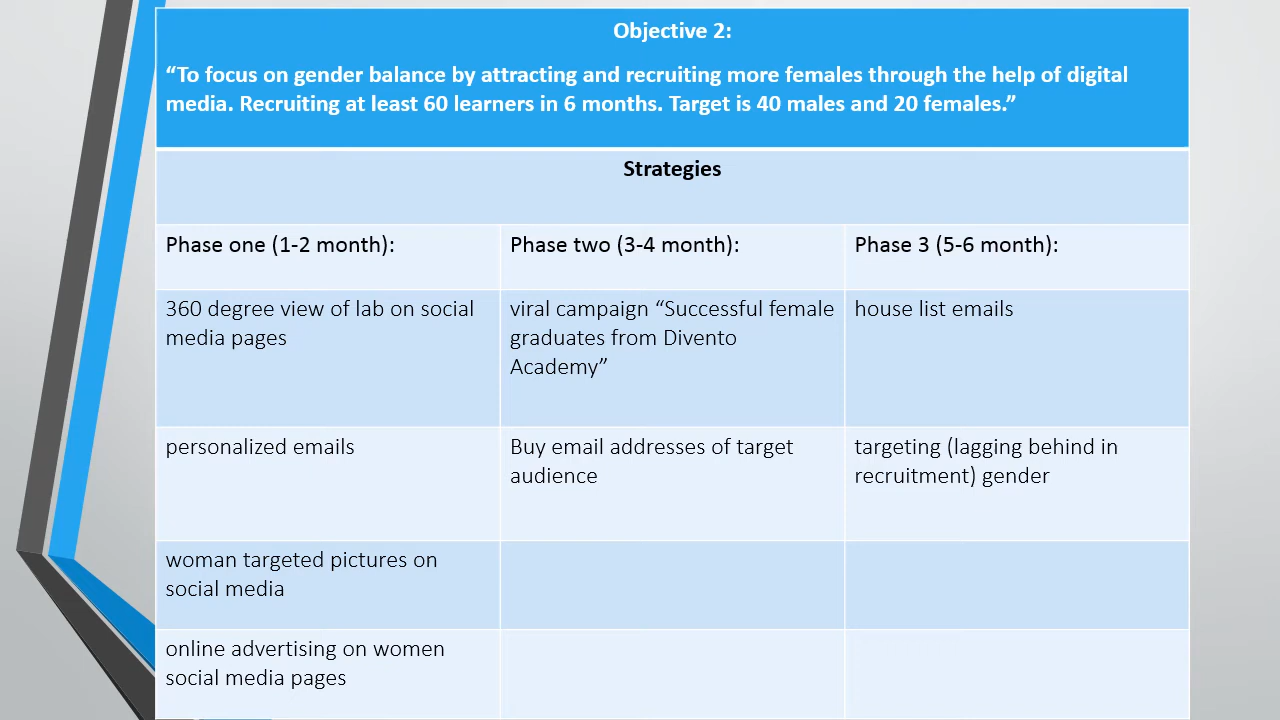 Objective 2:
“To focus on gender balance by attracting and recruiting more females through the help of digital
media. Recruiting at least 60 learners in 6 months. Target is 40 males and 20 females.”
Strategies
Phase one (1-2 month):
Phase two (3-4 month):
Phase 3 (5-6 month):
360 degree view of lab on social
media pages
viral campaign “Successful female
graduates from Divento
Academy”
house list emails
personalized emails
Buy email addresses of target
audience
targeting (lagging behind in
recruitment) gender
woman targeted pictures on
social media
online advertising on women
social media pages